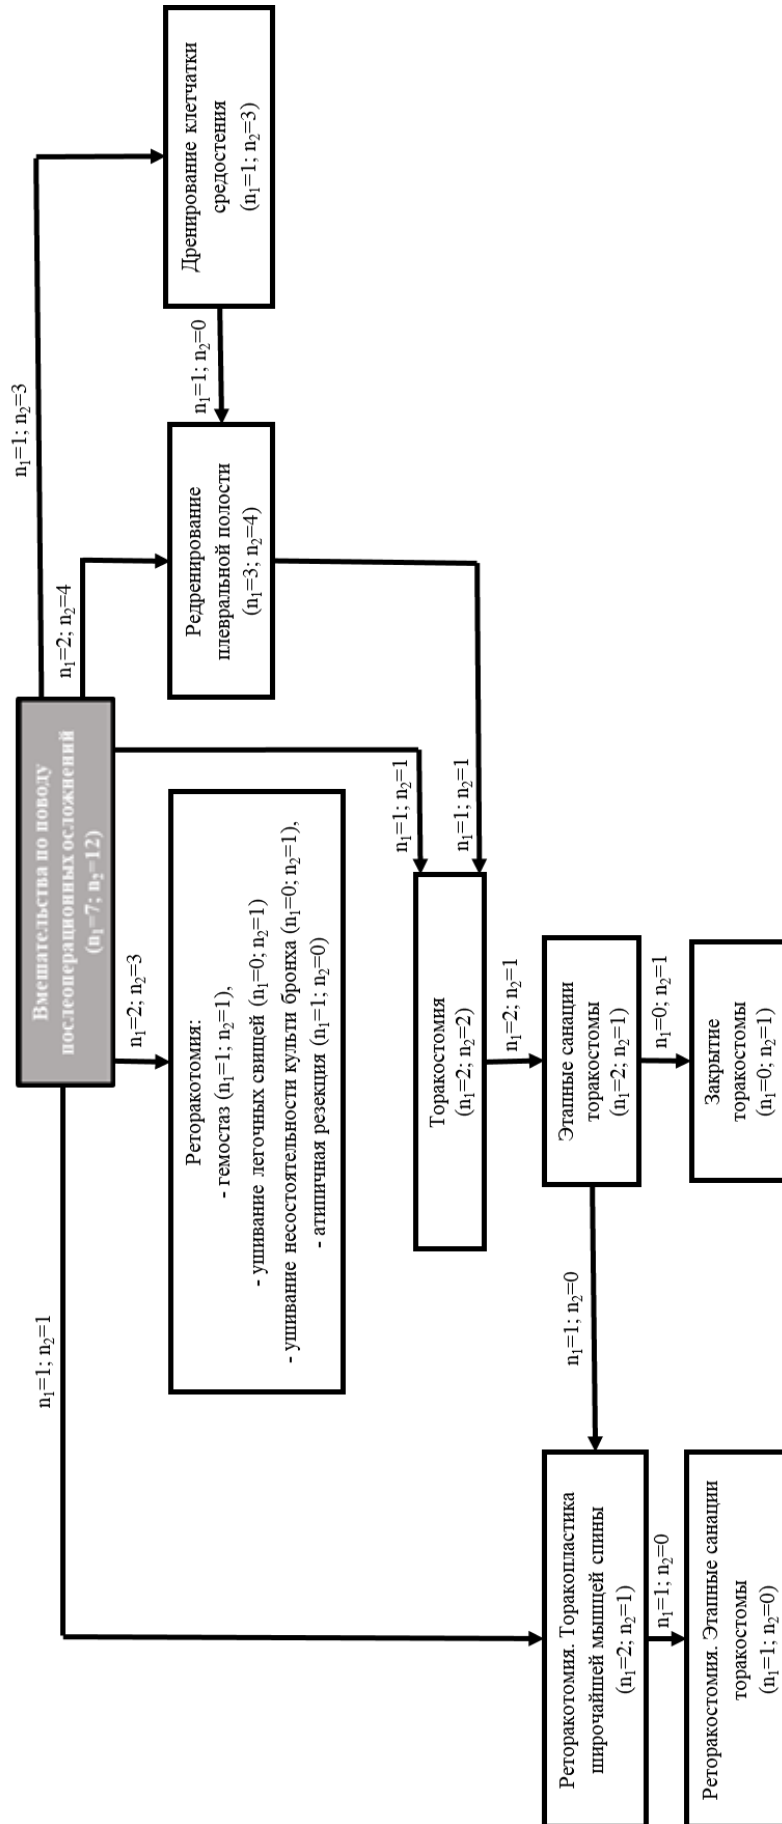 Вмешательства по поводу
послеоперационных осложнений
(n₁=7; n₂=12)
n₁=1; n₂=1
n₁=2; n₂=3
n₁=2; n₂=4
n₁=1; n₂=3
Реторакотомия:
- гемостаз (n₁=1; n₂=1),
- ушивание легочных свищей (n₁=0; n₂=1)
- ушивание несостоятельности культи бронха (n₁=0; n₂=1),
- атипичная резекция (n₁=1; n₂=0)
Редренирование
плевральной полости
(n₁=3; n₂=4)
n₁=1; n₂=0
Дренирование клетчатки
средостения
(n₁=1; n₂=3)
n₁=1; n₂=1
n₁=1; n₂=1
Торакостомия
(n₁=2; n₂=2)
n₁=2; n₂=1
Этапные санации
торакостомы
(n₁=2; n₂=1)
n₁=1; n₂=0
n₁=0; n₂=1
Закрытие
торакостомы
(n₁=0; n₂=1)
Реторакотомия. Торакопластика
широчайшей мышцей спины
(n₁=2; n₂=1)
n₁=1; n₂=0
Реторакостомия. Этапные санации
торакостомы
(n₁=1; n₂=0)